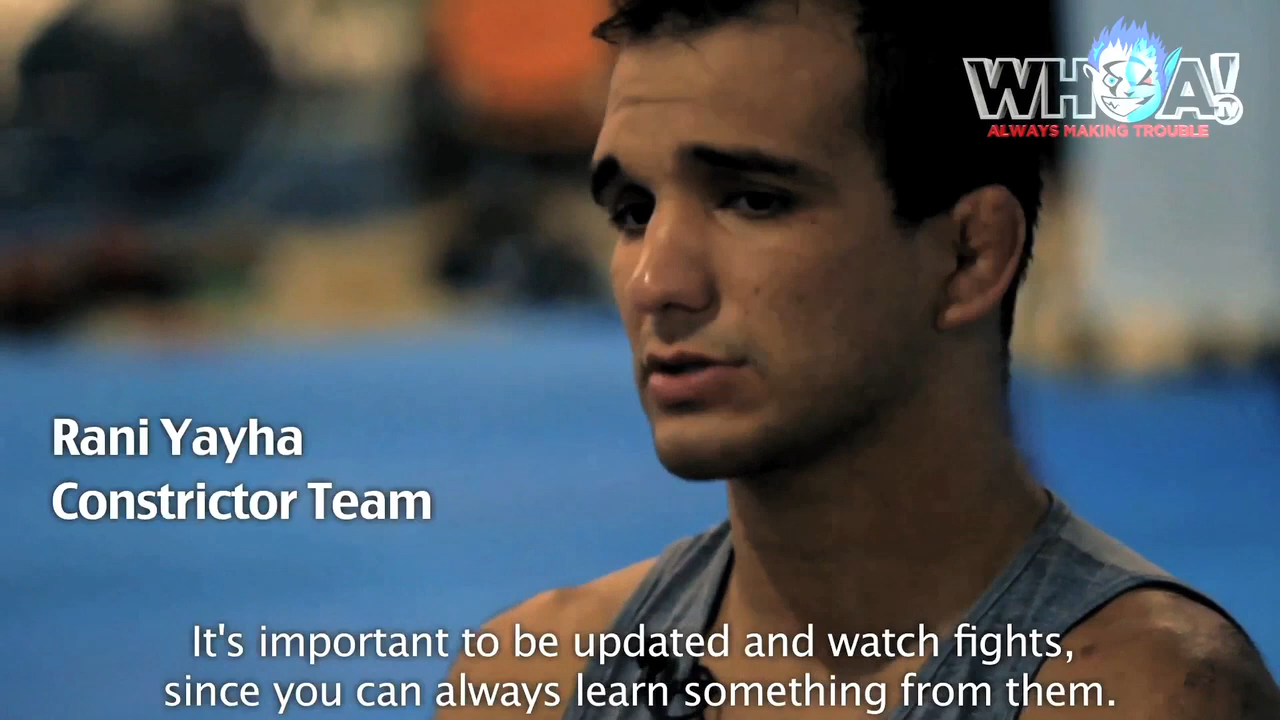 WHOA!
TV
ALWAYS MAKING TROUBLE
Rani Yayha
Constrictor Team
It's important to be updated and watch fights,
since you can always learn something from them.